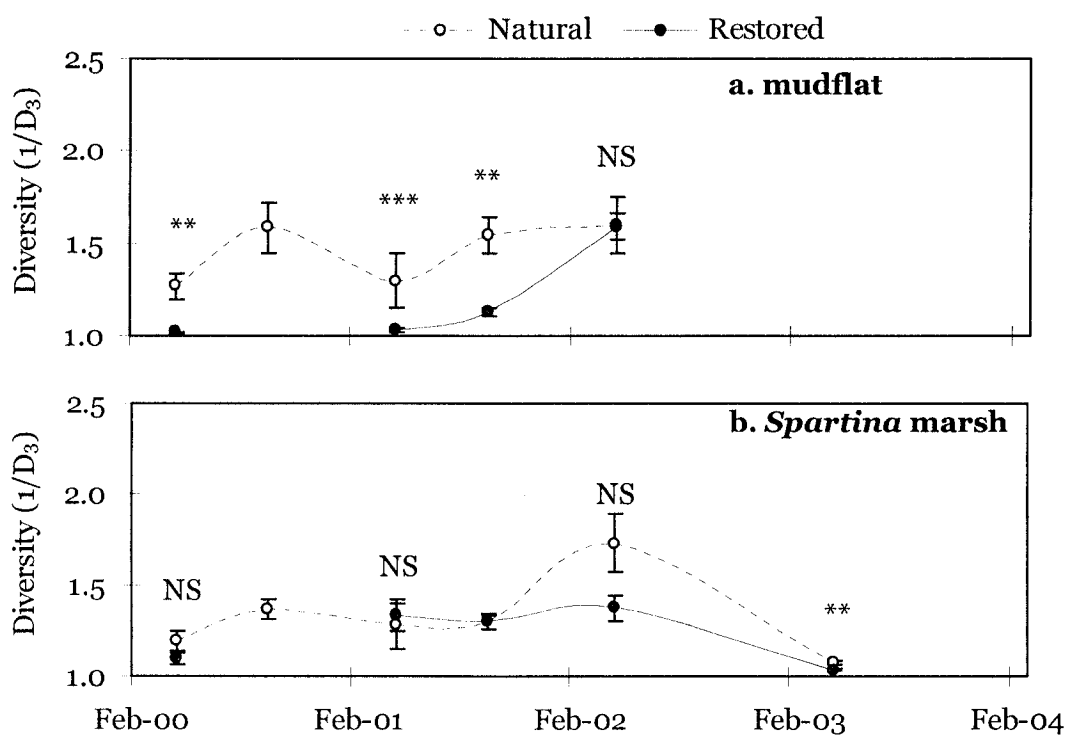 Natural Restored
2.5
a. mudflat
Diversity (1/D3)
2.0
NS
**
***
**
1.5
1.0
2.5
b. Spartina marsh
Diversity (1/D3)
2.0
NS
NS
NS
1.5
**
1.0
Feb-00 Feb-01 Feb-02 Feb-03 Feb-04